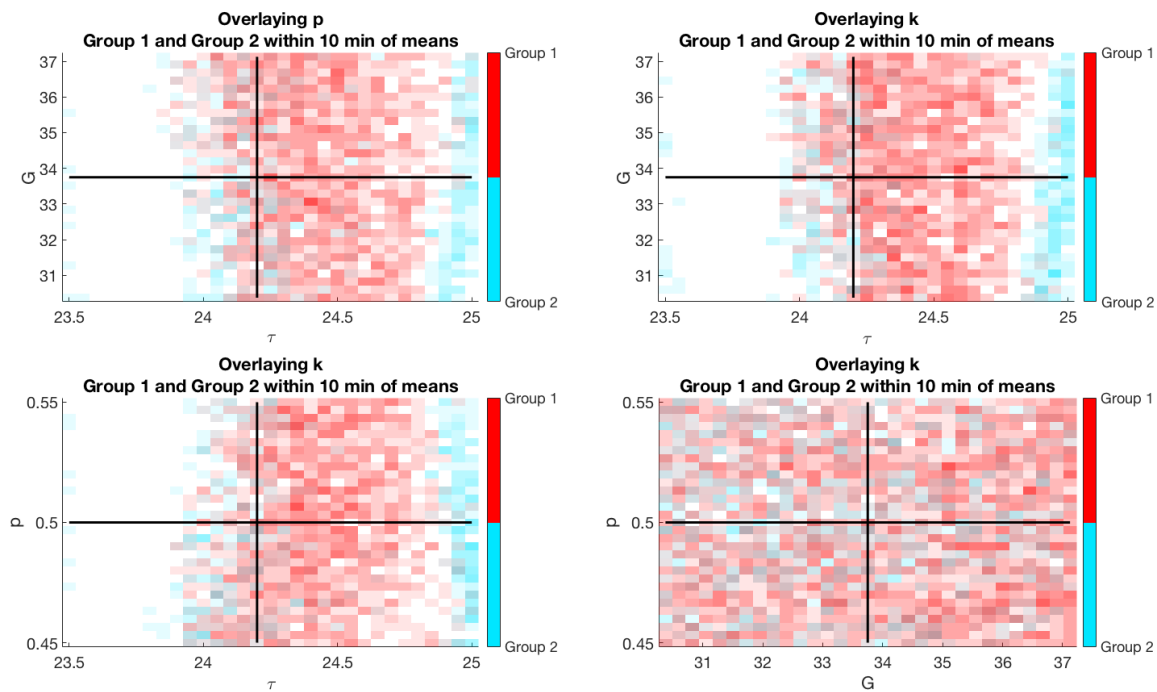 Overlaying p
Group 1 and Group 2 within 10 min of means
37
36
35
34
33
32
31
G
23.5
24
24.5
25
τ
Group 1
Group 2
Overlaying k
Group 1 and Group 2 within 10 min of means
37
36
35
34
33
32
31
G
23.5
24
24.5
25
τ
Group 1
Group 2
Overlaying k
Group 1 and Group 2 within 10 min of means
0.55
0.5
0.45
p
23.5
24
24.5
25
τ
Group 1
Group 2
Overlaying k
Group 1 and Group 2 within 10 min of means
0.55
0.5
0.45
p
31
32
33
34
35
36
37
G
Group 1
Group 2